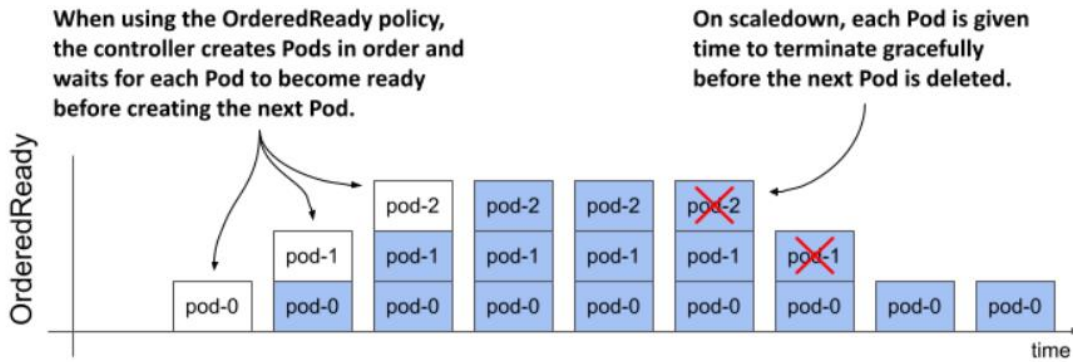 When using the OrderedReady policy,
the controller creates Pods in order and
waits for each Pod to become ready
before creating the next Pod.
On scaledown, each Pod is given
time to terminate gracefully
before the next Pod is deleted.
OrderedReady
pod-2 pod-2 pod-2 pod-2
pod-1 pod-1 pod-1 pod-1 pod-1 pod-1
pod-0 pod-0 pod-0 pod-0 pod-0 pod-0 pod-0 pod-0 pod-0
time